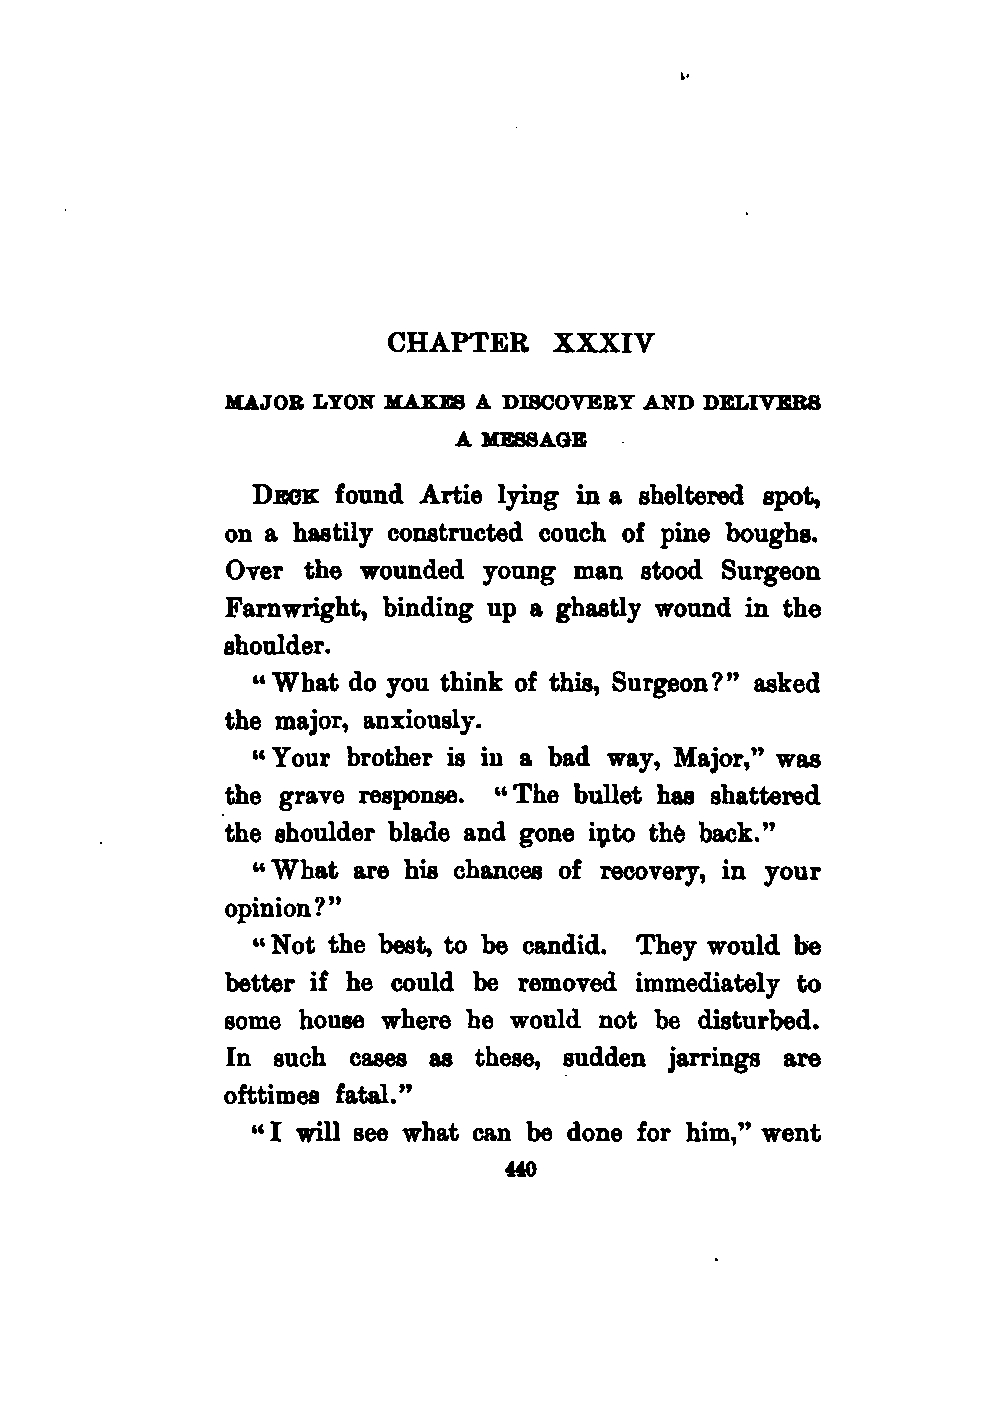 CHAPTER XXXIV
MAJOR LYON MAKES A DISCOVERY AND DELIVERS
A MESSAGE
DECK found Artie lying in a sheltered spot,
on a hastily constructed couch of pine boughs.
Over the wounded young man stood Surgeon
Farnwright, binding up a ghastly wound in the
shoulder.
“What do you think of this, Surgeon?” asked
the major, anxiously.
“Your brother is in a bad way, Major,” was
the grave response. “The bullet has shattered
the shoulder blade and gone into the back.”
“What are his chances of recovery, in your
opinion?”
“Not the best, to be candid. They would be
better if he could be removed immediately to
some house where he would not be disturbed.
In such cases as these, sudden jarrings are
ofttimes fatal.”
“I will see what can be done for him,” went
440